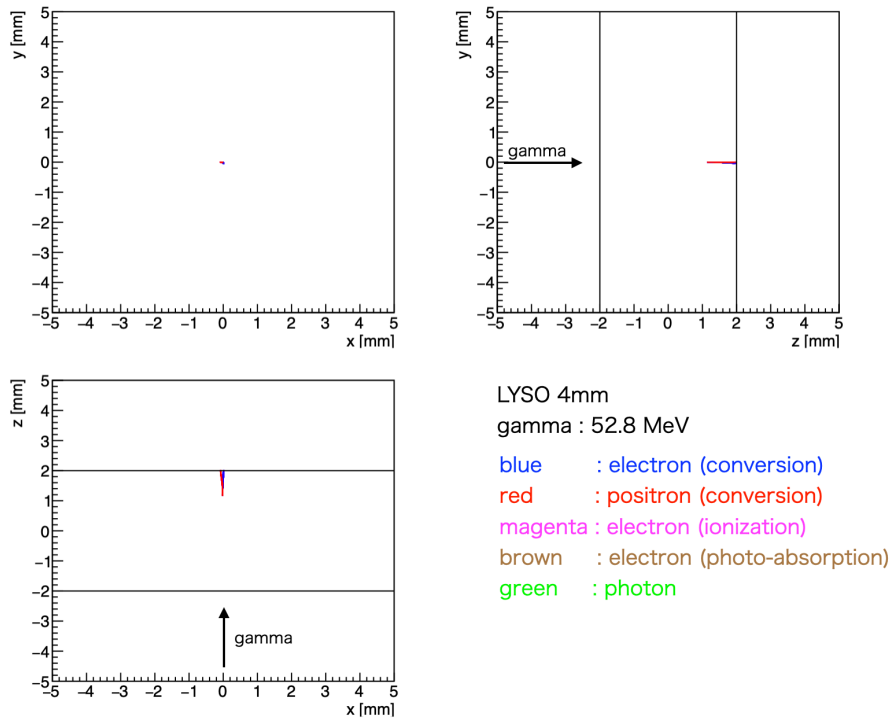 y [mm]
5
4
3
2
1
0
−1
−2
−3
−4
−5
−5 −4 −3 −2 −1 0 1 2 3 4 5
x [mm]
y [mm]
5
4
3
2
1
0
−1
−2
−3
−4
−5
gamma
−5 −4 −3 −2 −1 0 1 2 3 4 5
z [mm]
z [mm]
5
4
3
2
1
0
−1
−2
−3
−4
−5
gamma
−5 −4 −3 −2 −1 0 1 2 3 4 5
x [mm]
LYSO 4mm
gamma : 52.8 MeV
blue : electron (conversion)
red : positron (conversion)
magenta : electron (ionization)
brown : electron (photo-absorption)
green : photon